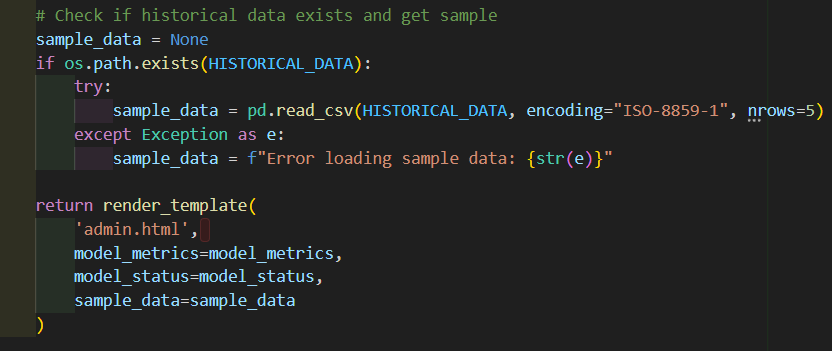 # Check if historical data exists and get sample
sample_data = None
if os.path.exists(HISTORICAL_DATA):
    try:
        sample_data = pd.read_csv(HISTORICAL_DATA, encoding="ISO-8859-1", nrows=5)
    except Exception as e:
        sample_data = f"Error loading sample data: {str(e)}"

return render_template(
    'admin.html',
    model_metrics=model_metrics,
    model_status=model_status,
    sample_data=sample_data
)